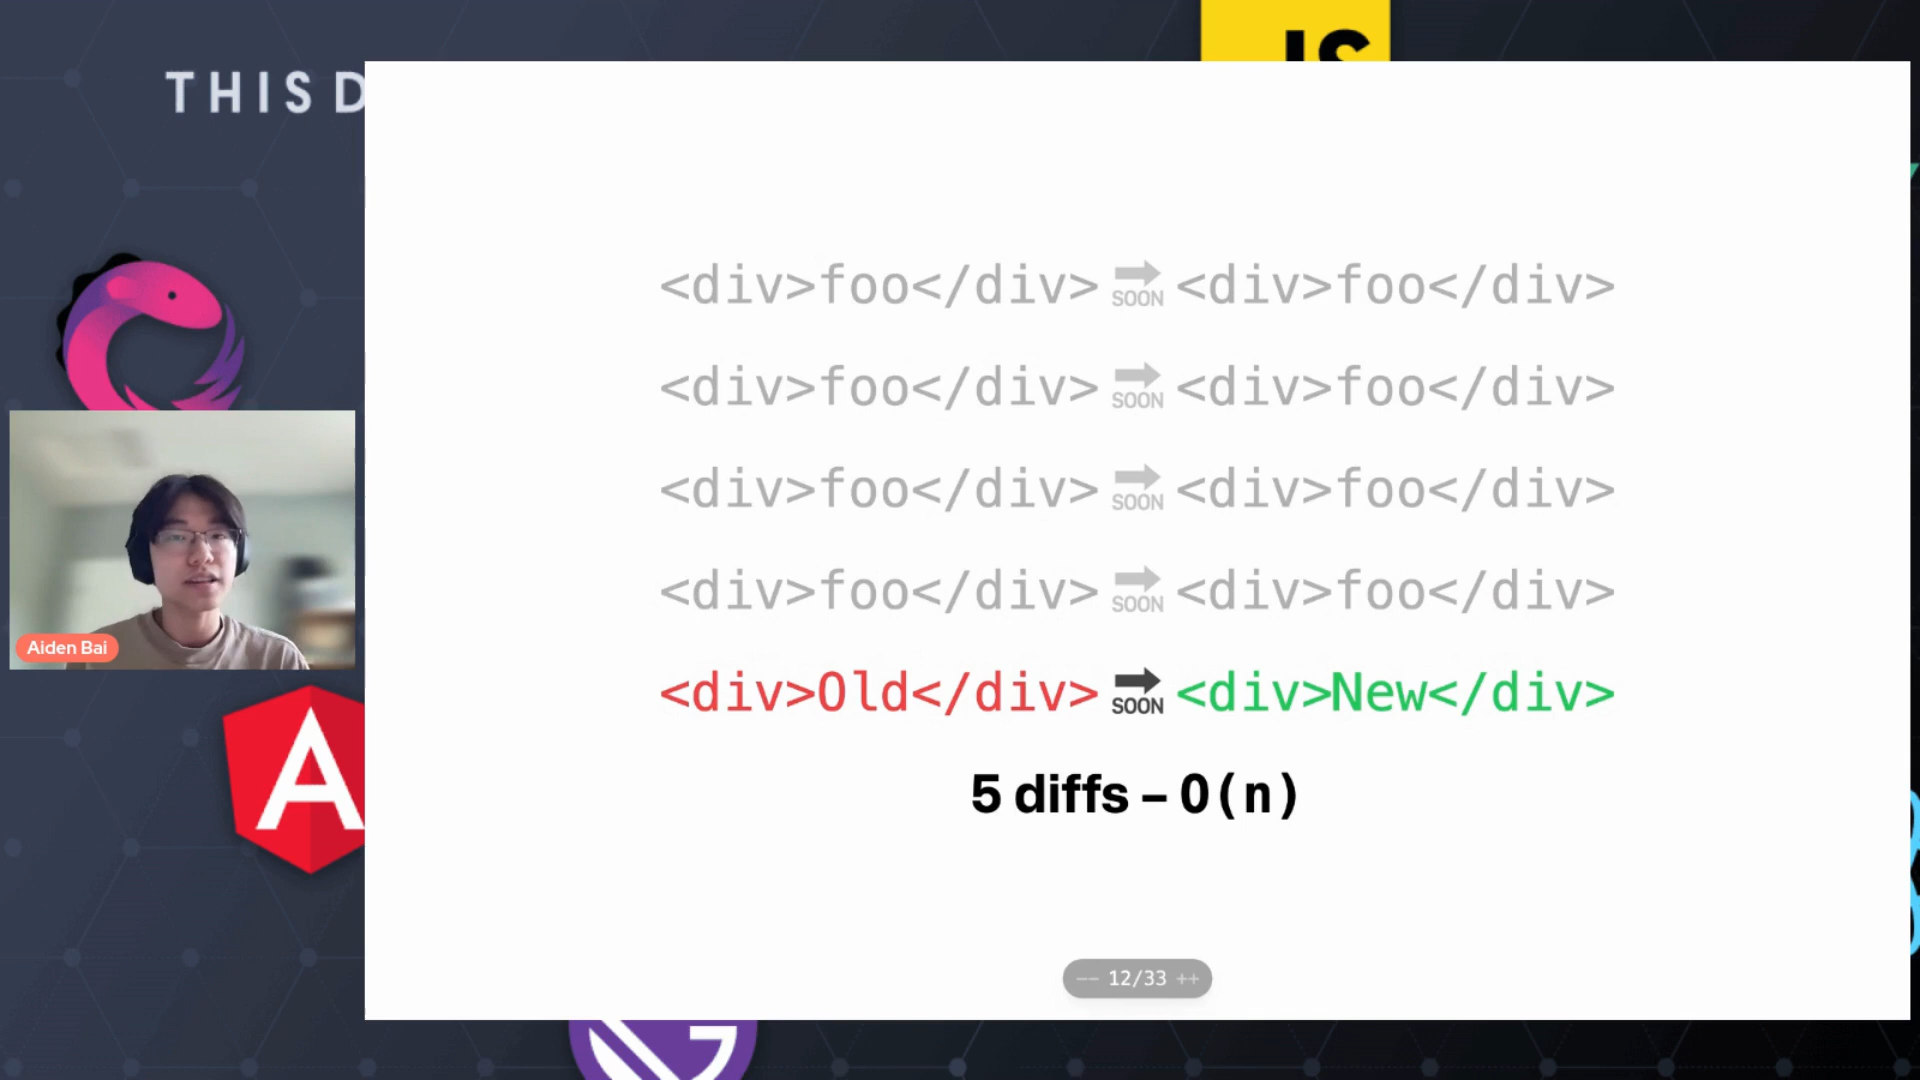 JS
THIS D
<div>foo</div> SOON <div>foo</div>
<div>foo</div> SOON <div>foo</div>
<div>foo</div> SOON <div>foo</div>
<div>foo</div> SOON <div>foo</div>
<div>Old</div> SOON <div>New</div>
5 diffs – O(n)
Aiden Bai
A
G
-- 12/33 ++